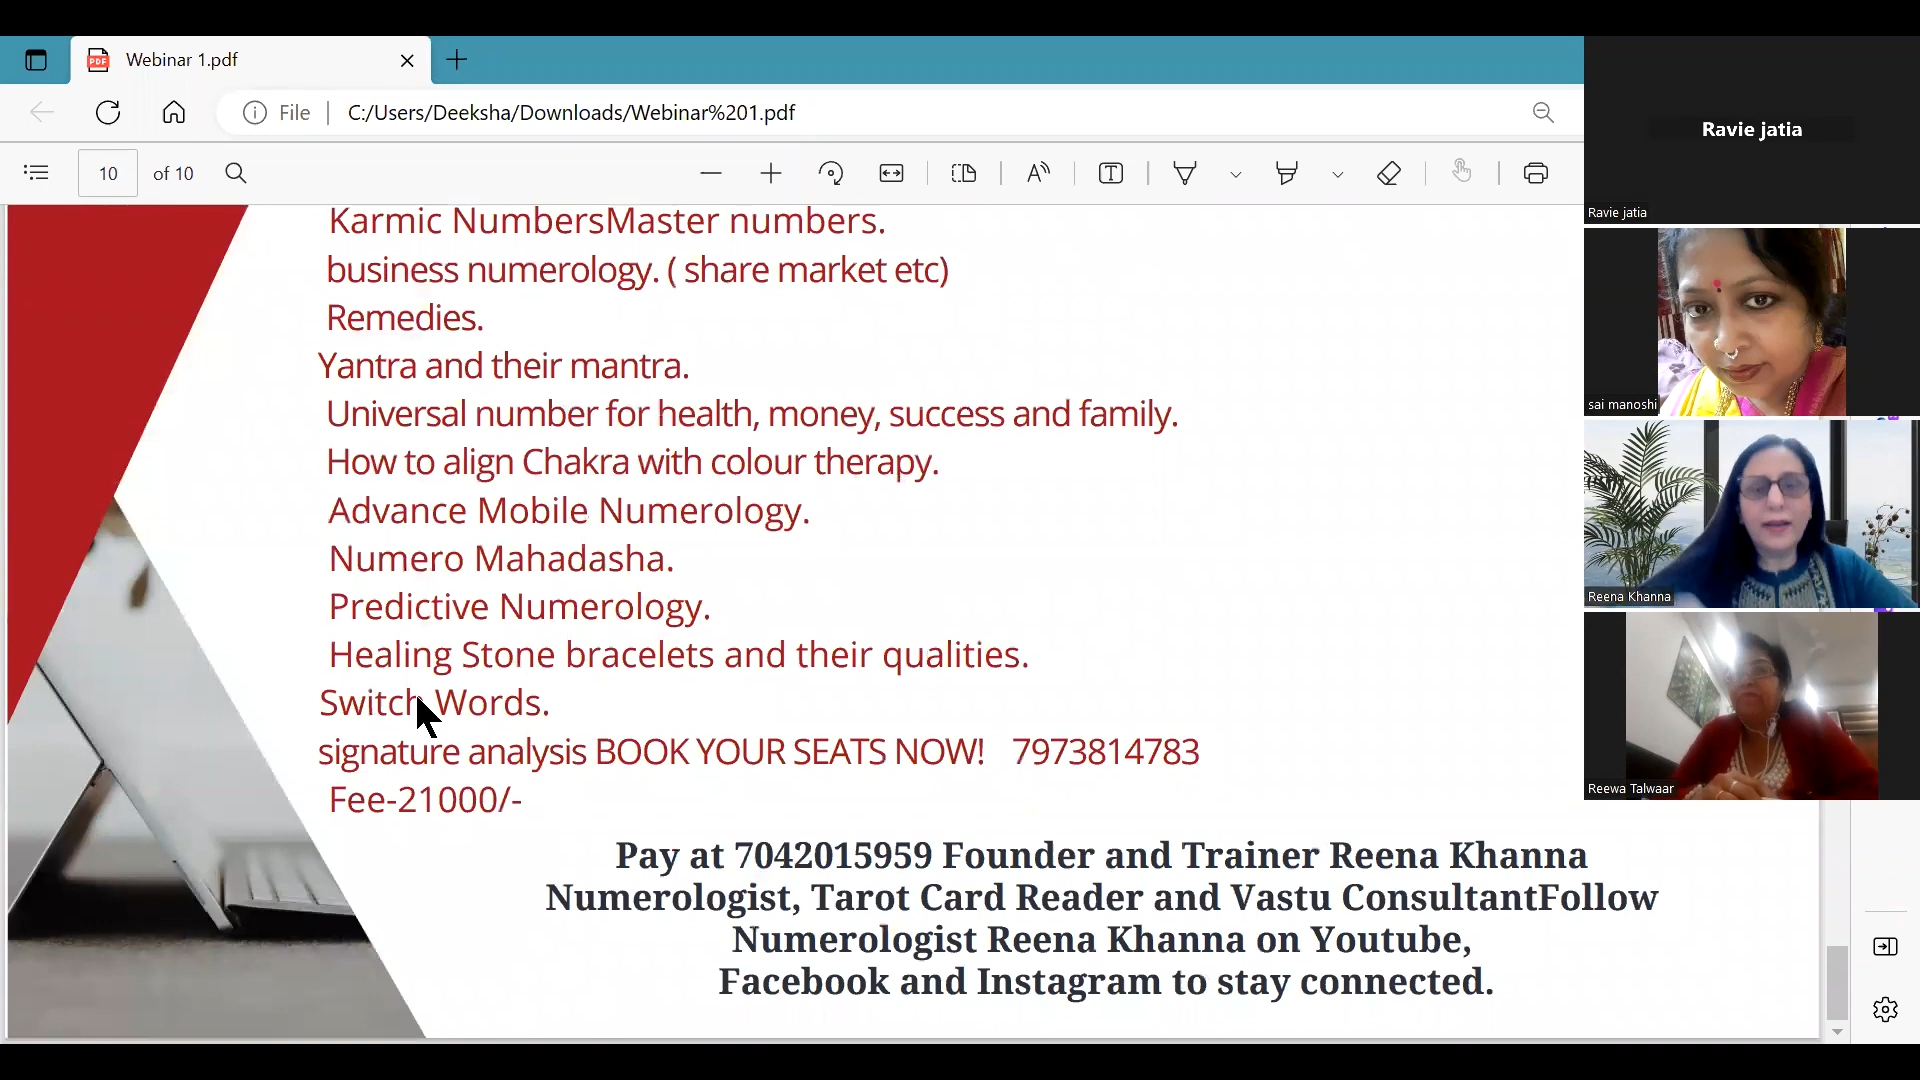 Webinar 1.pdf
File
C:/Users/Deeksha/Downloads/Webinar%201.pdf
10 of 10
Karmic NumbersMaster numbers.
business numerology. ( share market etc)
Remedies.
Yantra and their mantra.
Universal number for health, money, success and family.
How to align Chakra with colour therapy.
Advance Mobile Numerology.
Numero Mahadasha.
Predictive Numerology.
Healing Stone bracelets and their qualities.
Switch Words.
signature analysis BOOK YOUR SEATS NOW! 7973814783
Fee-21000/-
Pay at 7042015959 Founder and Trainer Reena Khanna
Numerologist, Tarot Card Reader and Vastu ConsultantFollow
Numerologist Reena Khanna on Youtube,
Facebook and Instagram to stay connected.
Ravie jatia
Ravie jatia
sai manoshi
Reena Khanna
Reewa Talwaar